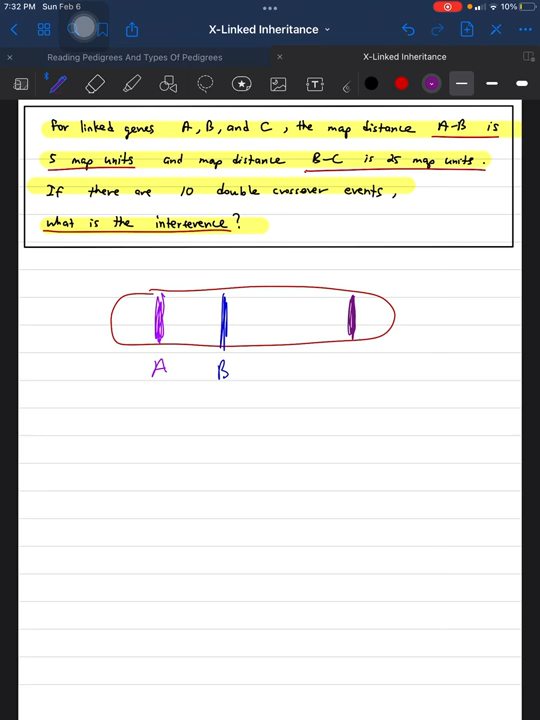 7:32 PM Sun Feb 6
10%
X-Linked Inheritance
Reading Pedigrees And Types Of Pedigrees
X-Linked Inheritance
for linked genes A, B, and C, the map distance A-B is
5 map units and map distance B-C is 25 map units.
If there are 10 double crossover events,
what is the interference?
A B